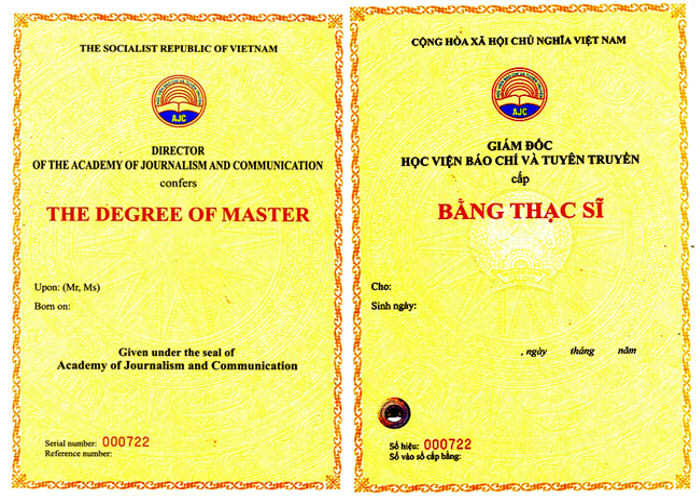 THE SOCIALIST REPUBLIC OF VIETNAM
AJC
DIRECTOR
OF THE ACADEMY OF JOURNALISM AND COMMUNICATION
confers
THE DEGREE OF MASTER
Upon: (Mr, Ms)
Born on:
Given under the seal of
Academy of Journalism and Communication
Serial number: 000722
Reference number:
CỘNG HÒA XÃ HỘI CHỦ NGHĨA VIỆT NAM
AJC
GIÁM ĐỐC
HỌC VIỆN BÁO CHÍ VÀ TUYÊN TRUYỀN
cấp
BẰNG THẠC SĨ
Cho:
Sinh ngày:
, ngày tháng năm
Số hiệu: 000722
Số vào sổ cấp bằng: